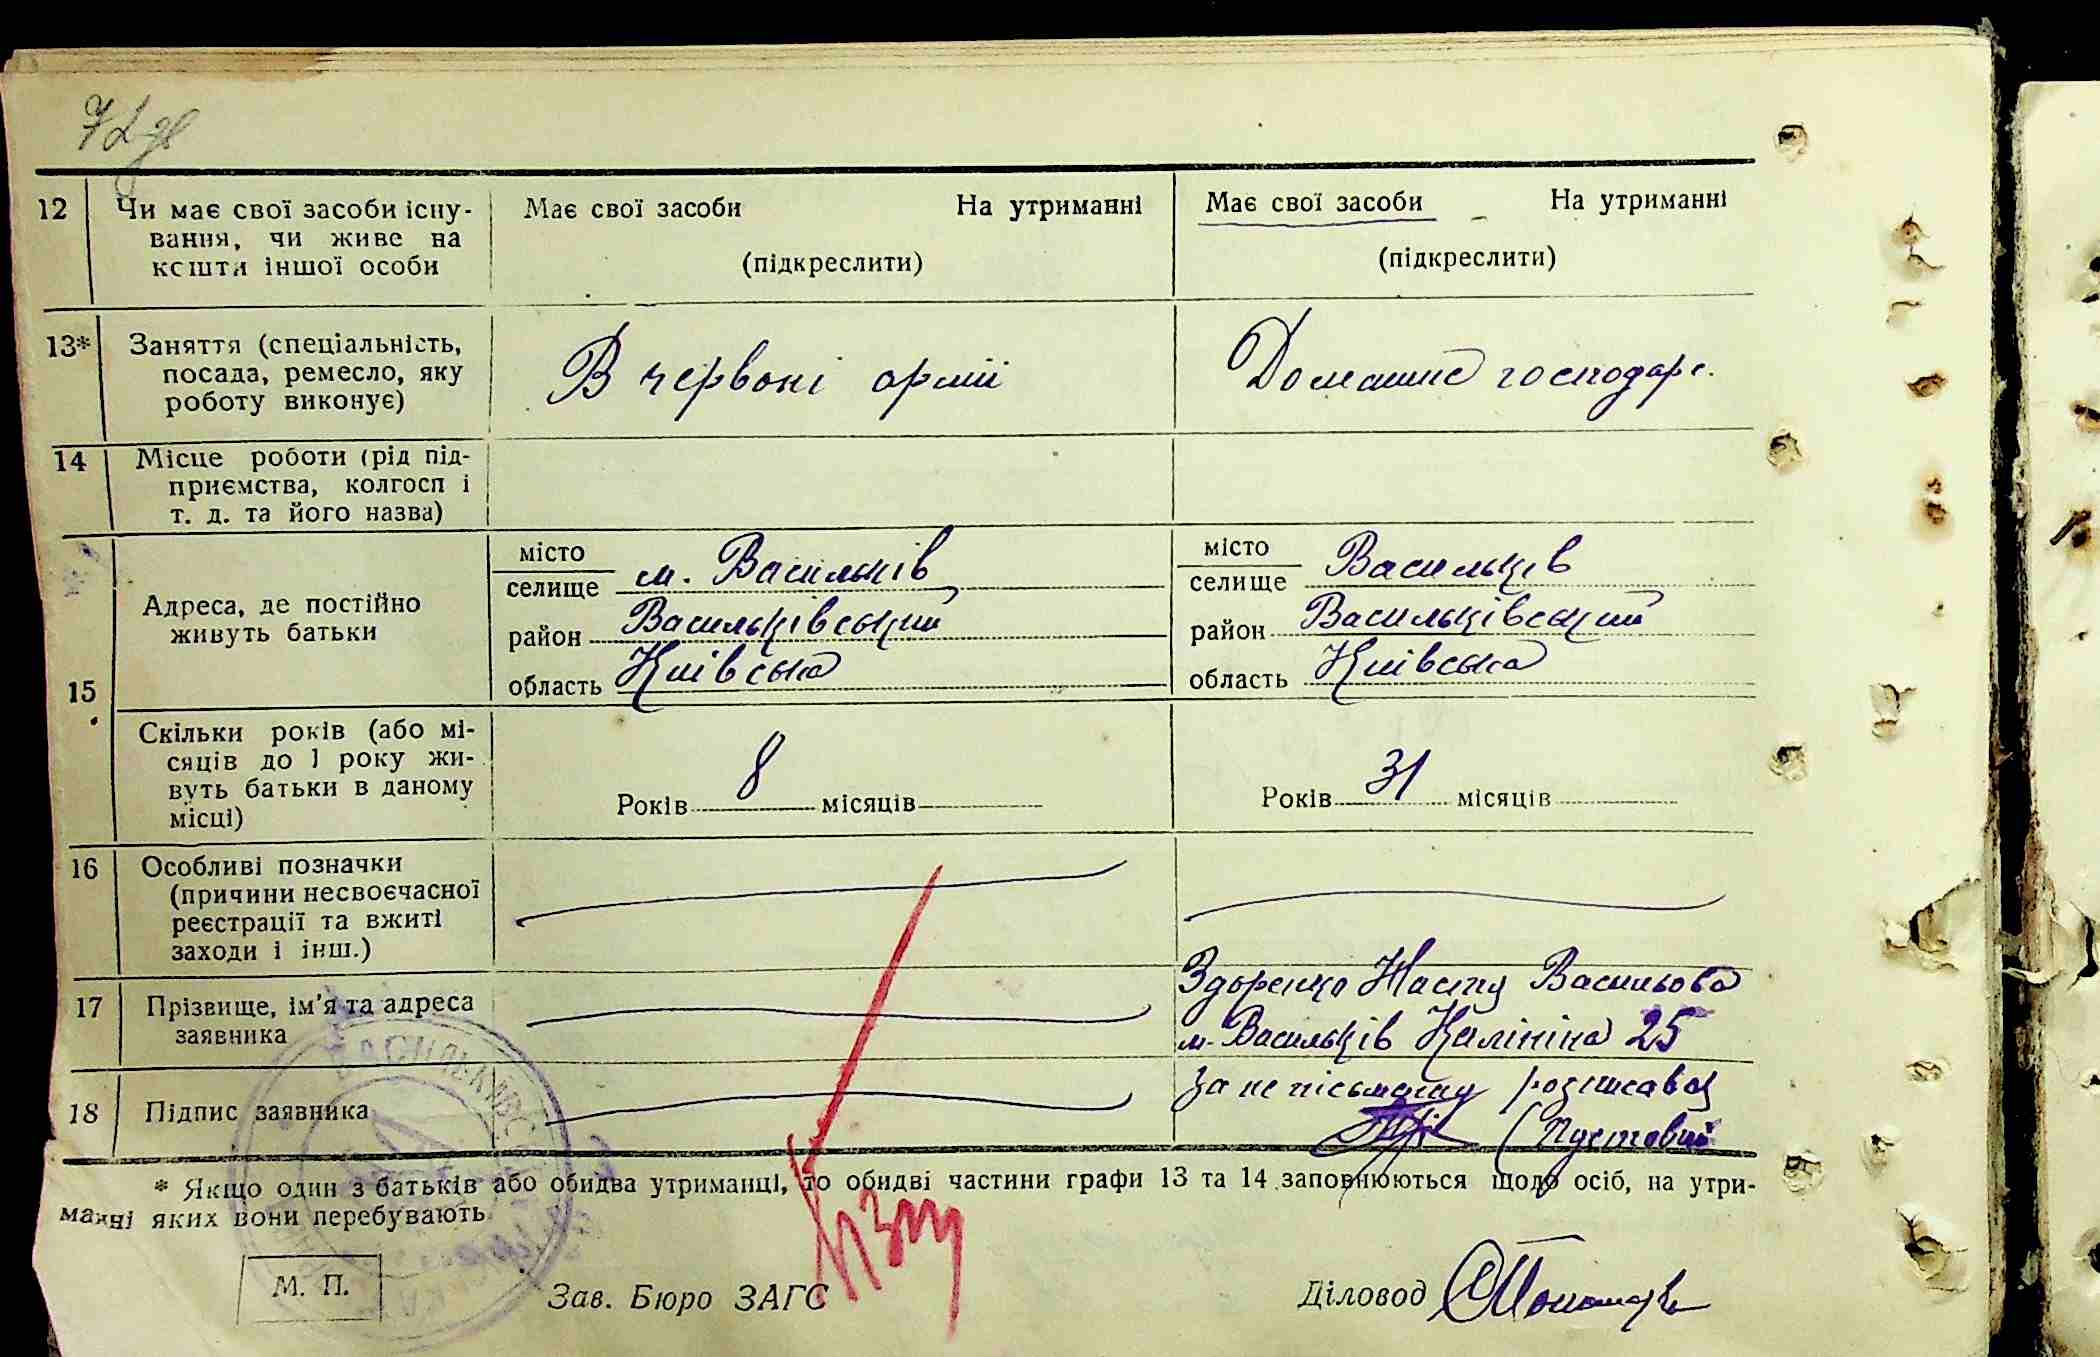 12 Чи має свої засоби існу-
вання, чи живе на
кошти іншої особи
Має свої засоби На утриманні
(підкреслити)
Має свої засоби На утриманні
(підкреслити)
13* Заняття (спеціальність,
посада, ремесло, яку
роботу виконує)
В червоні армії
Домашнє господарс.
14 Місце роботи (рід під-
приємства, колгосп і
т. д. та його назва)
15 Адреса, де постійно
живуть батьки
місто
селище м. Васильків
район Васильківський
область Київська
місто
селище Васильків
район Васильківський
область Київська
Скільки років (або мі-
сяців до 1 року жи-
вуть батьки в даному
місці)
Років 8 місяців
Років 31 місяців
16 Особливі позначки
(причини несвоєчасної
реєстрації та вжиті
заходи і інш.)
17 Прізвище, ім'я та адреса
заявника
Здоренко Насту Васильова
м. Васильків Калініна 25
18 Підпис заявника
За не пісьмену розписавсь
(Пустовий
* Якщо один з батьків або обидва утриманці, то обидві частини графи 13 та 14 заповнюються щодо осіб, на утри-
манні яких вони перебувають
М. П.
Зав. Бюро ЗАГС
Діловод